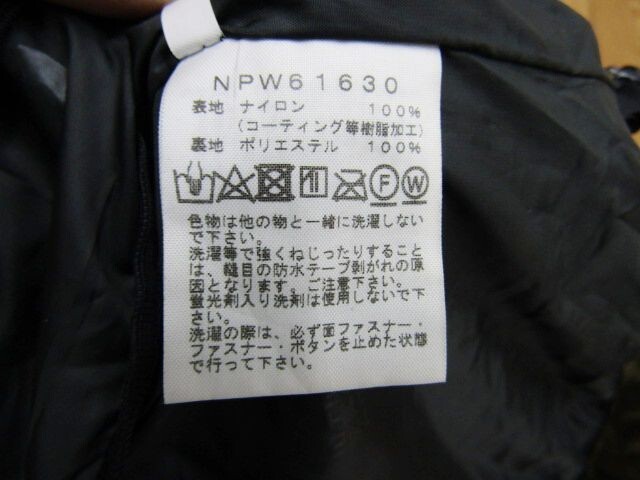 NPW61630
表地 ナイロン 100%
(コーティング等樹脂加工)
裏地 ポリエステル 100%
F W
色物は他の物と一緒に洗濯しない
で下さい。
洗濯等で強くねじったりすること
は、縫目の防水テープ剥がれの原
因となります。ご注意下さい。
蛍光剤入り洗剤は使用しないで下
さい。
洗濯の際は、必ず面ファスナー・
ファスナー・ボタンを止めた状態
で行って下さい。